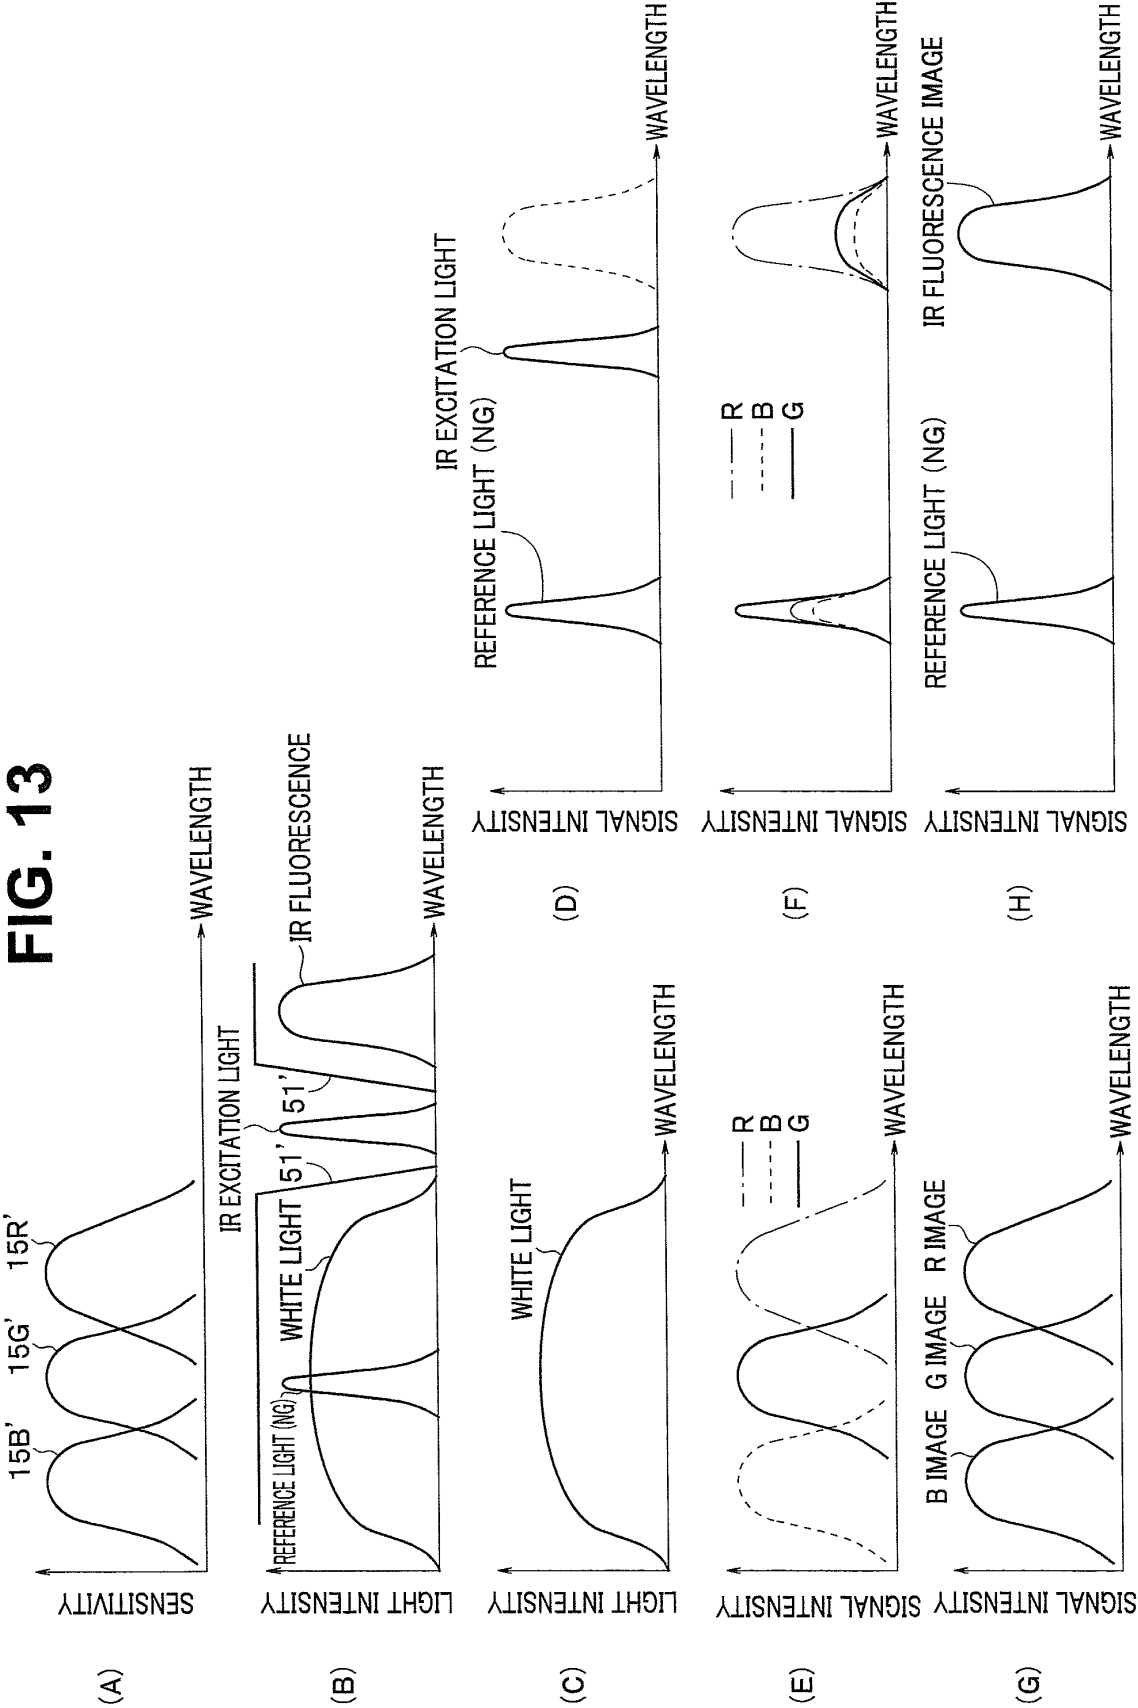 FIG. 13
(A)
SENSITIVITY
15B'
15G'
15R'
WAVELENGTH
(B)
LIGHT INTENSITY
REFERENCE LIGHT (NG)
WHITE LIGHT
51'
IR EXCITATION LIGHT
51'
IR FLUORESCENCE
WAVELENGTH
(C)
LIGHT INTENSITY
WHITE LIGHT
WAVELENGTH
(D)
SIGNAL INTENSITY
REFERENCE LIGHT (NG)
IR EXCITATION LIGHT
WAVELENGTH
(E)
SIGNAL INTENSITY
R
B
G
WAVELENGTH
(F)
SIGNAL INTENSITY
R
B
G
WAVELENGTH
(G)
SIGNAL INTENSITY
B IMAGE
G IMAGE
R IMAGE
WAVELENGTH
(H)
SIGNAL INTENSITY
REFERENCE LIGHT (NG)
IR FLUORESCENCE IMAGE
WAVELENGTH